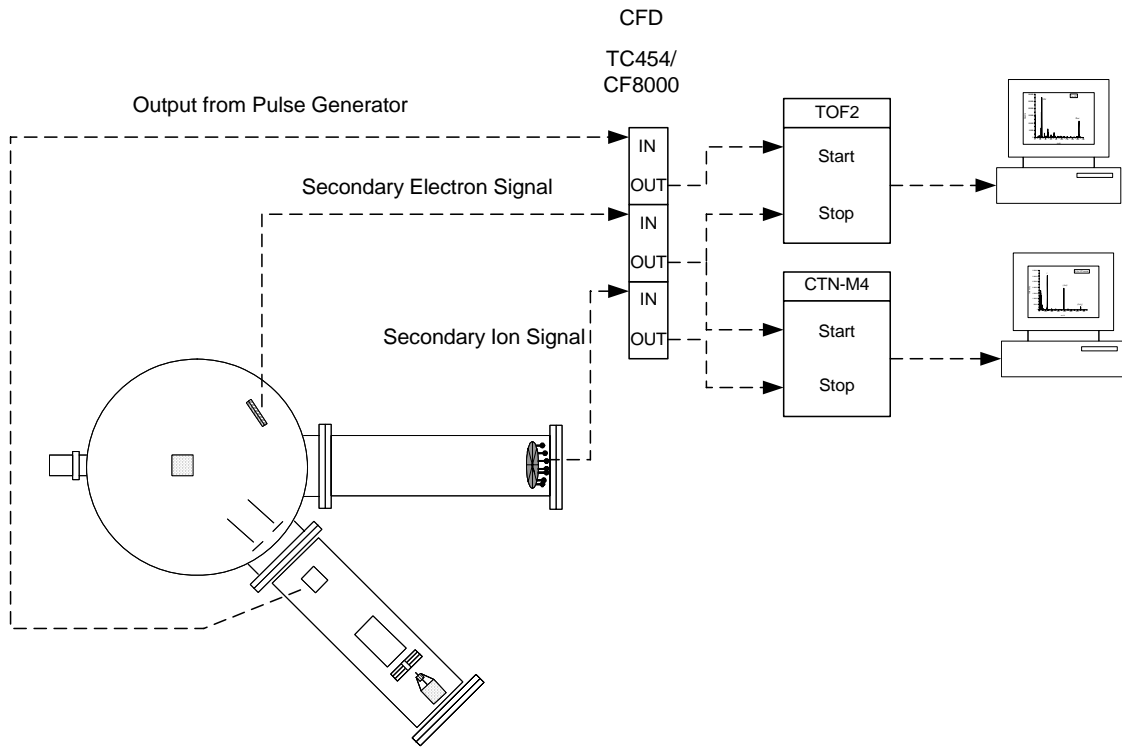 CFD
TC454/
CF8000
Output from Pulse Generator
TOF2
IN
Start
OUT
Secondary Electron Signal
Stop
IN
OUT
CTN-M4
IN
Start
Secondary Ion Signal
OUT
Stop